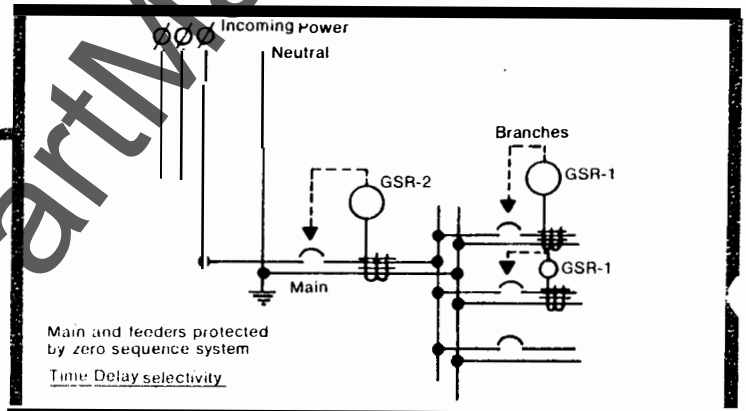 Incoming Power
Neutral
Branches
GSR-2
GSR-1
GSR-1
Main
Main and feeders protected
by zero sequence system
Time Delay selectivity